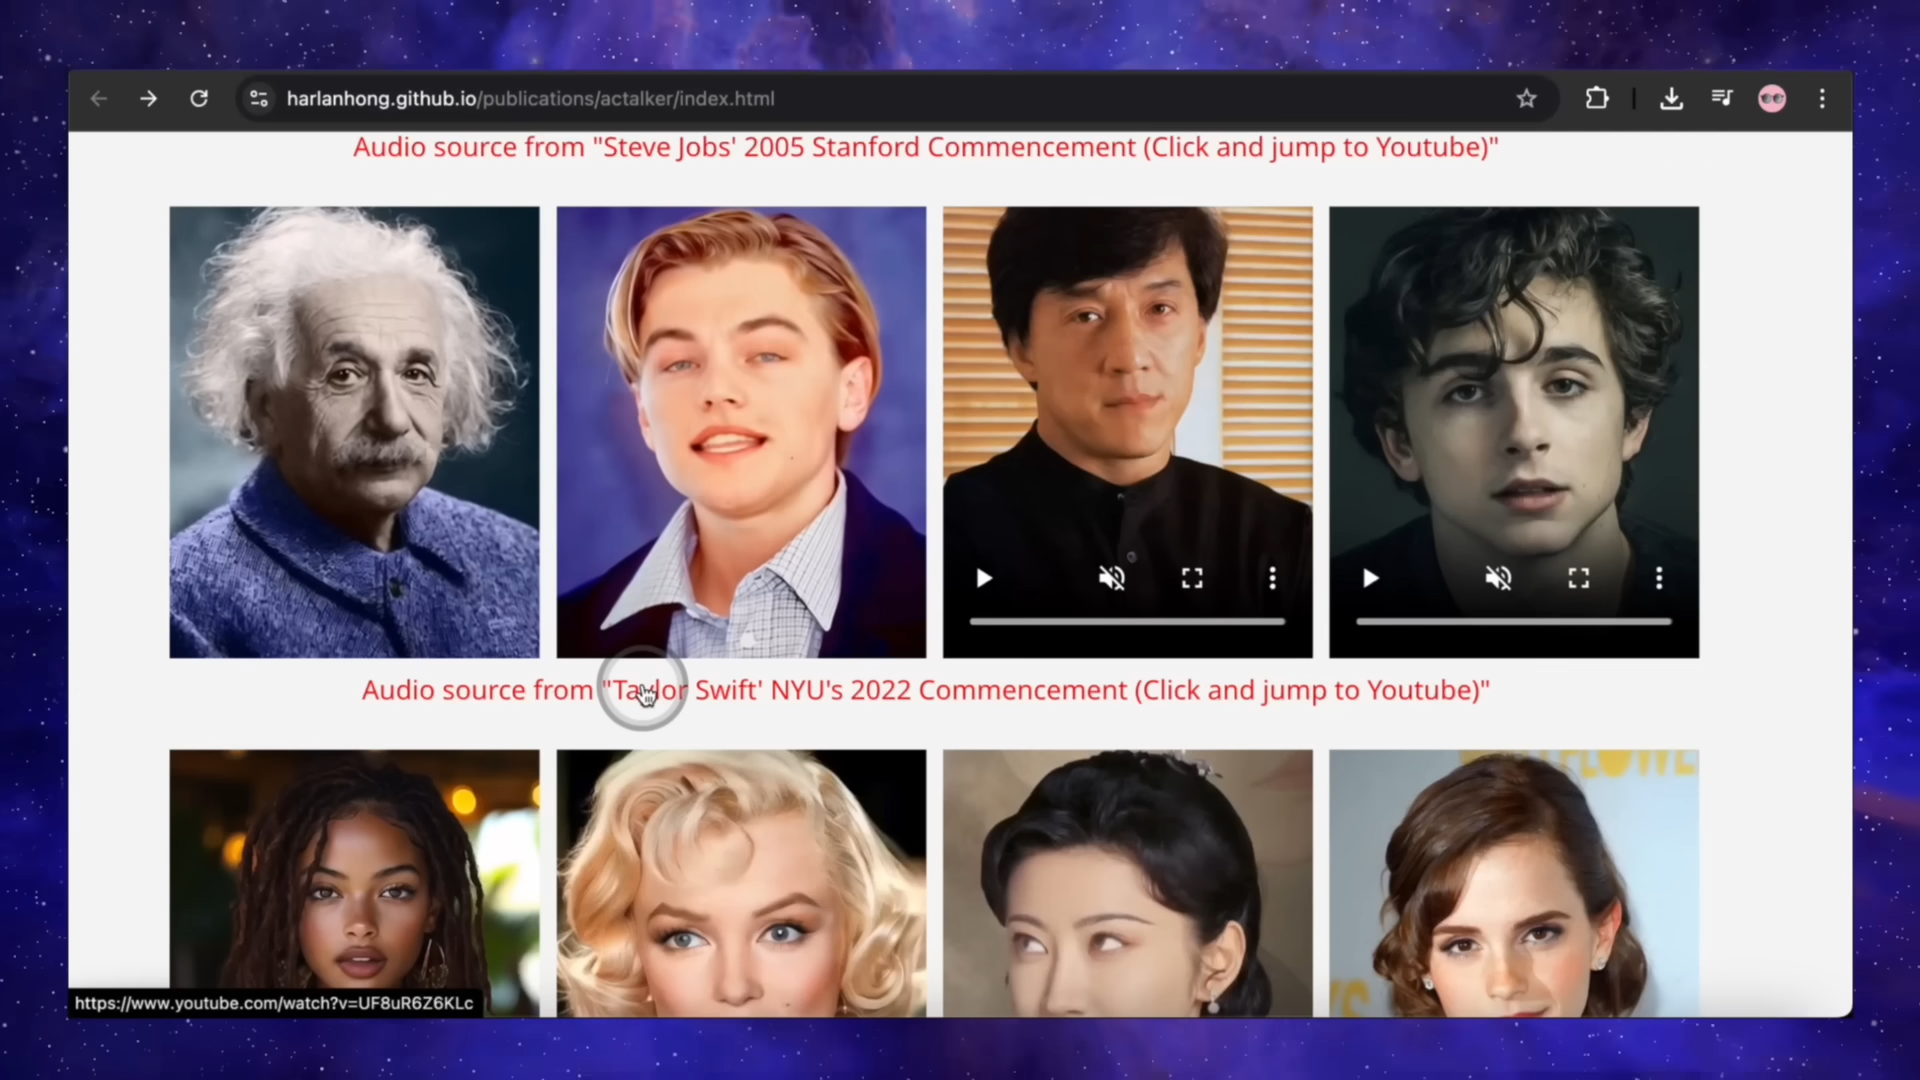 harlanhong.github.io/publications/actalker/index.html
Audio source from "Steve Jobs' 2005 Stanford Commencement (Click and jump to Youtube)"
Audio source from "Taylor Swift' NYU's 2022 Commencement (Click and jump to Youtube)"
https://www.youtube.com/watch?v=UF8uR6Z6KLc